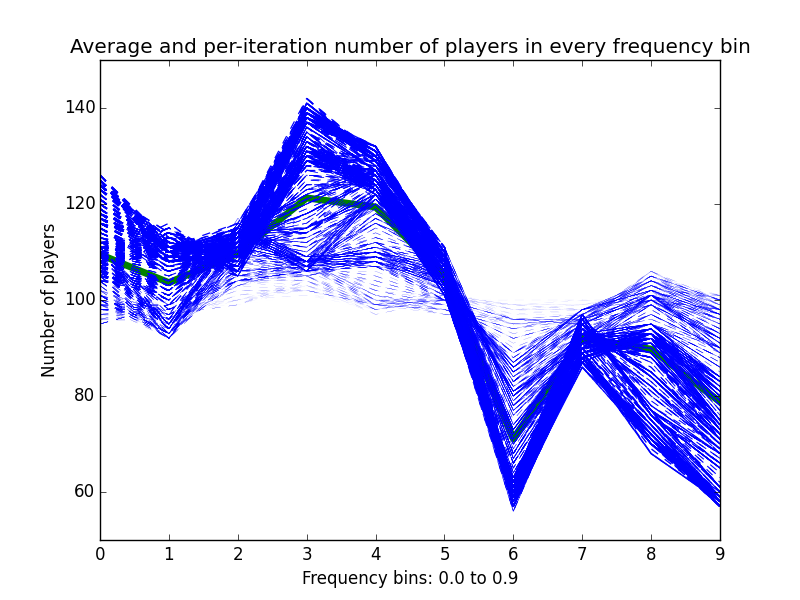 Average and per-iteration number of players in every frequency bin
140
120
100
80
60
Number of players
0 1 2 3 4 5 6 7 8 9
Frequency bins: 0.0 to 0.9